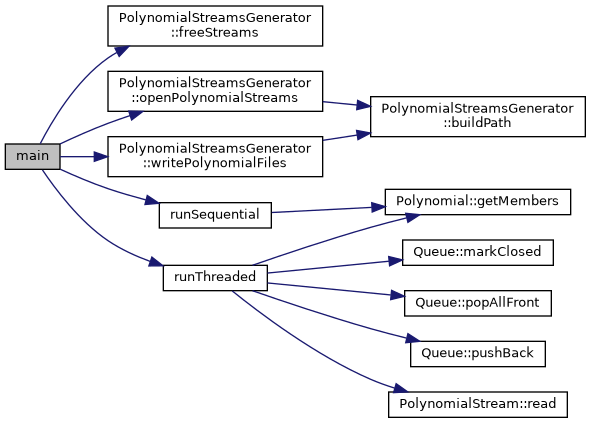 main
PolynomialStreamsGenerator
::freeStreams
PolynomialStreamsGenerator
::openPolynomialStreams
PolynomialStreamsGenerator
::writePolynomialFiles
PolynomialStreamsGenerator
::buildPath
runSequential
runThreaded
Polynomial::getMembers
Queue::markClosed
Queue::popAllFront
Queue::pushBack
PolynomialStream::read